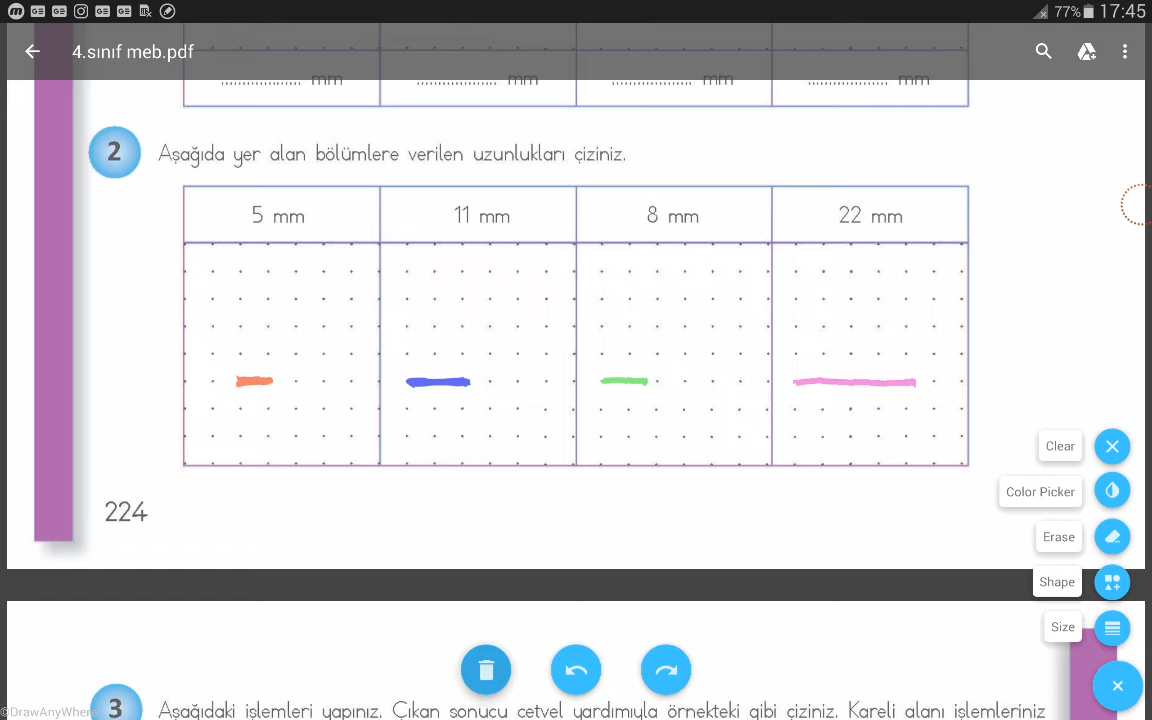 77% 17:45
4.sınıf meb.pdf
mm mm mm mm
2 Aşağıda yer alan bölümlere verilen uzunlukları çiziniz.
5 mm 11 mm 8 mm 22 mm
Clear
Color Picker
224
Erase
Shape
Size
3 Aşağıdaki işlemleri yapınız. Çıkan sonucu cetvel yardımıyla örnekteki gibi çiziniz. Kareli alanı işlemleriniz
©DrawAnyWhere